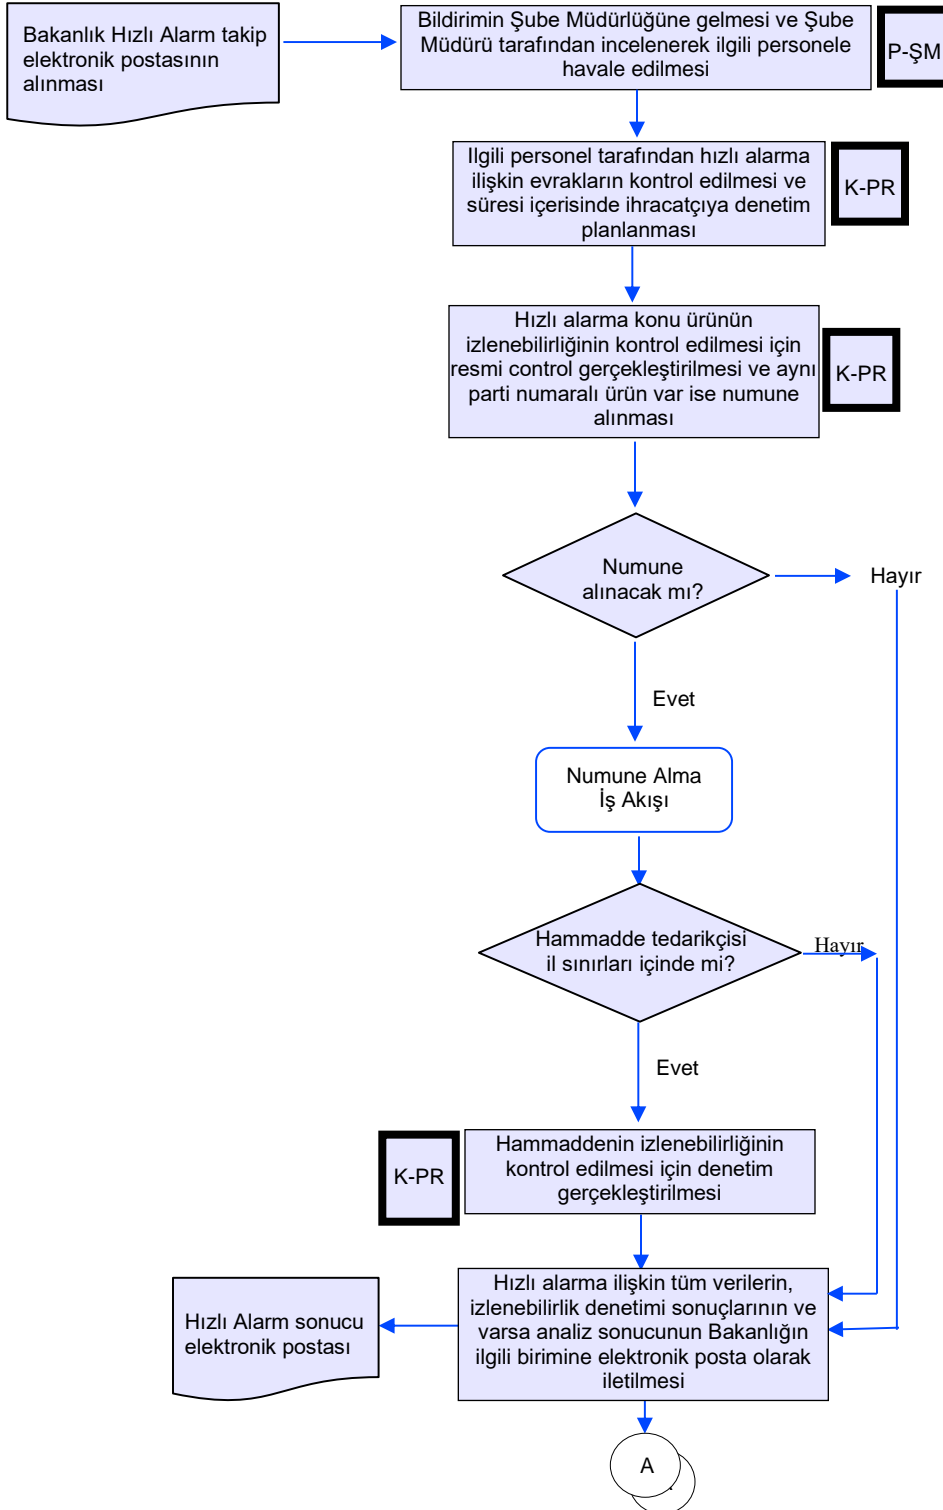 Bakanlık Hızlı Alarm takip
elektronik postasının
alınması
Bildirimin Şube Müdürlüğüne gelmesi ve Şube
Müdürü tarafından incelenerek ilgili personele
havale edilmesi
P-ŞM
Ilgili personel tarafından hızlı alarma
ilişkin evrakların kontrol edilmesi ve
süresi içerisinde ihracatçıya denetim
planlanması
K-PR
Hızlı alarma konu ürünün
izlenebilirliğinin kontrol edilmesi için
resmi control gerçekleştirilmesi ve aynı
parti numaralı ürün var ise numune
alınması
K-PR
Numune
alınacak mı?
Hayır
Evet
Numune Alma
İş Akışı
Hammadde tedarikçisi
il sınırları içinde mi?
Hayır
Evet
K-PR
Hammaddenin izlenebilirliğinin
kontrol edilmesi için denetim
gerçekleştirilmesi
Hızlı alarma ilişkin tüm verilerin,
izlenebilirlik denetimi sonuçlarının ve
varsa analiz sonucunun Bakanlığın
ilgili birimine elektronik posta olarak
iletilmesi
Hızlı Alarm sonucu
elektronik postası
A